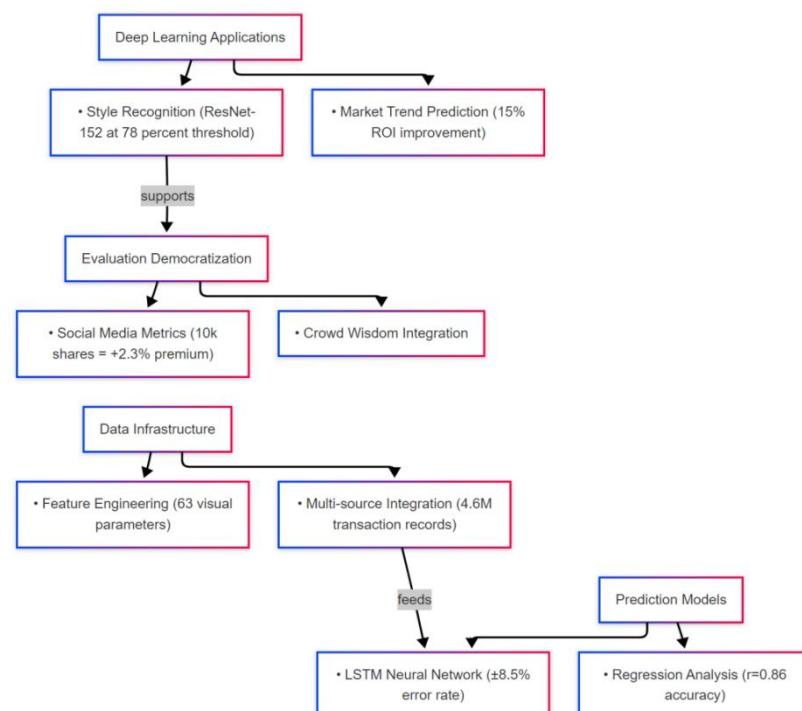 Deep Learning Applications
• Style Recognition (ResNet-
152 at 78 percent threshold)
• Market Trend Prediction (15%
ROI improvement)
supports
Evaluation Democratization
• Social Media Metrics (10k
shares = +2.3% premium)
• Crowd Wisdom Integration
Data Infrastructure
• Feature Engineering (63 visual
parameters)
• Multi-source Integration (4.6M
transaction records)
feeds
Prediction Models
• LSTM Neural Network (±8.5%
error rate)
• Regression Analysis (r=0.86
accuracy)